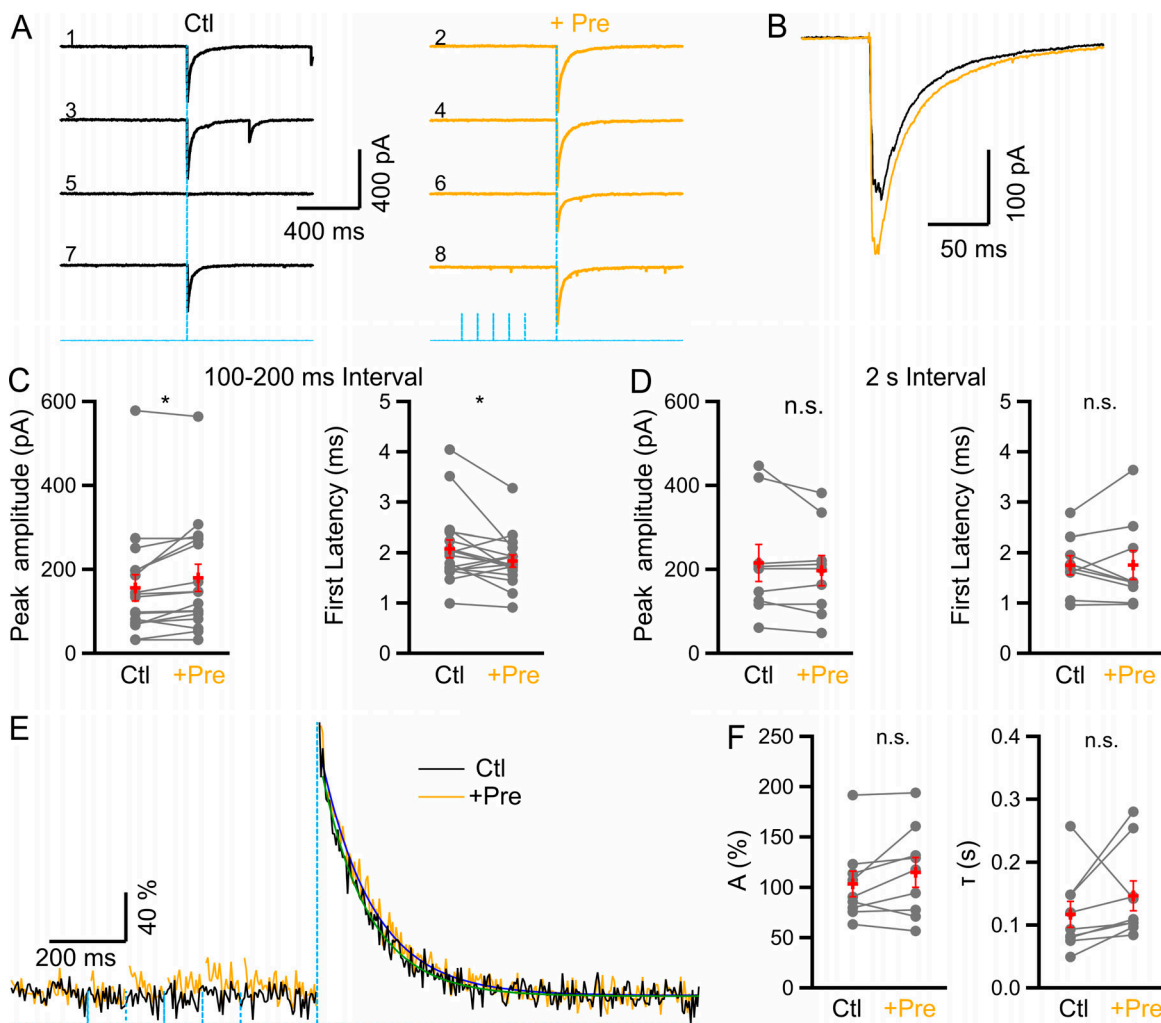 A
Ctl
+ Pre
B
1
2
3
4
5
6
7
8
400 pA
400 ms
100 pA
50 ms
C
100-200 ms Interval
D
2 s Interval
Peak amplitude (pA)
600
400
200
0
*
Ctl
+Pre
First Latency (ms)
5
4
3
2
1
0
*
Ctl
+Pre
Peak amplitude (pA)
600
400
200
0
n.s.
Ctl
+Pre
First Latency (ms)
5
4
3
2
1
0
n.s.
Ctl
+Pre
E
Ctl
+Pre
40 %
200 ms
F
A (%)
250
200
150
100
50
0
n.s.
Ctl
+Pre
τ (s)
0.4
0.3
0.2
0.1
0.0
n.s.
Ctl
+Pre